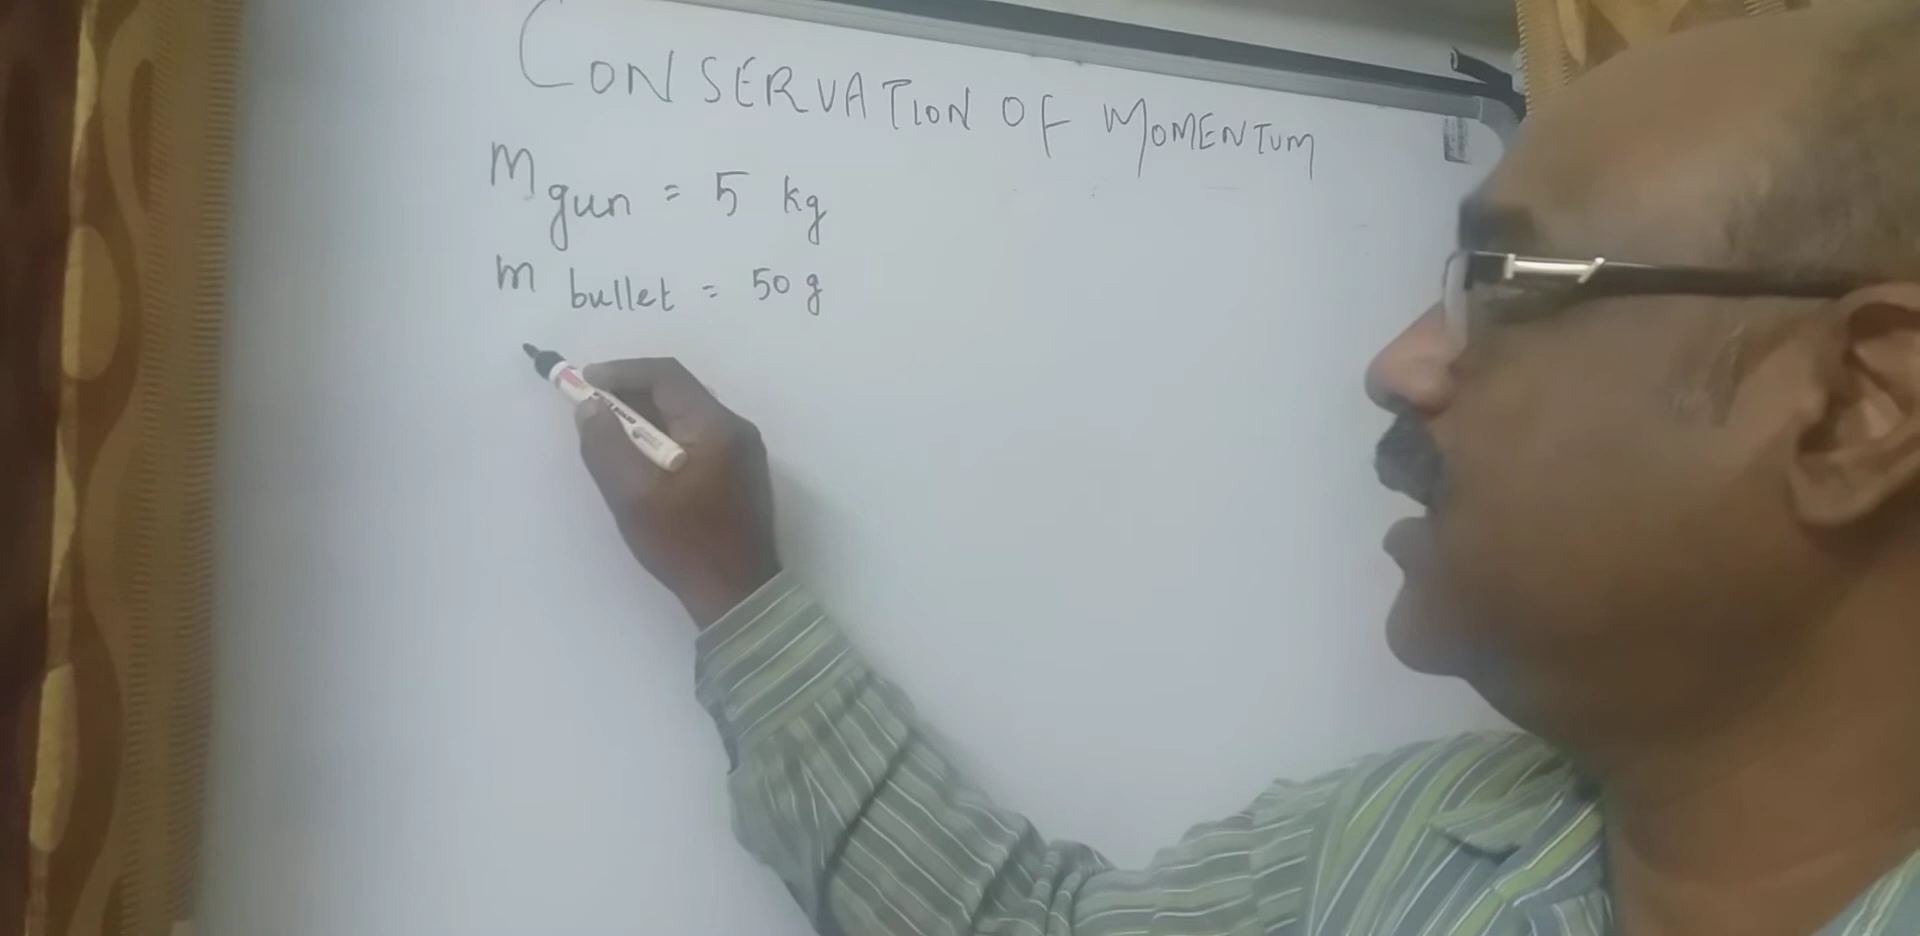 CONSERVATION OF MOMENTUM
m gun = 5 kg
m bullet = 50 g